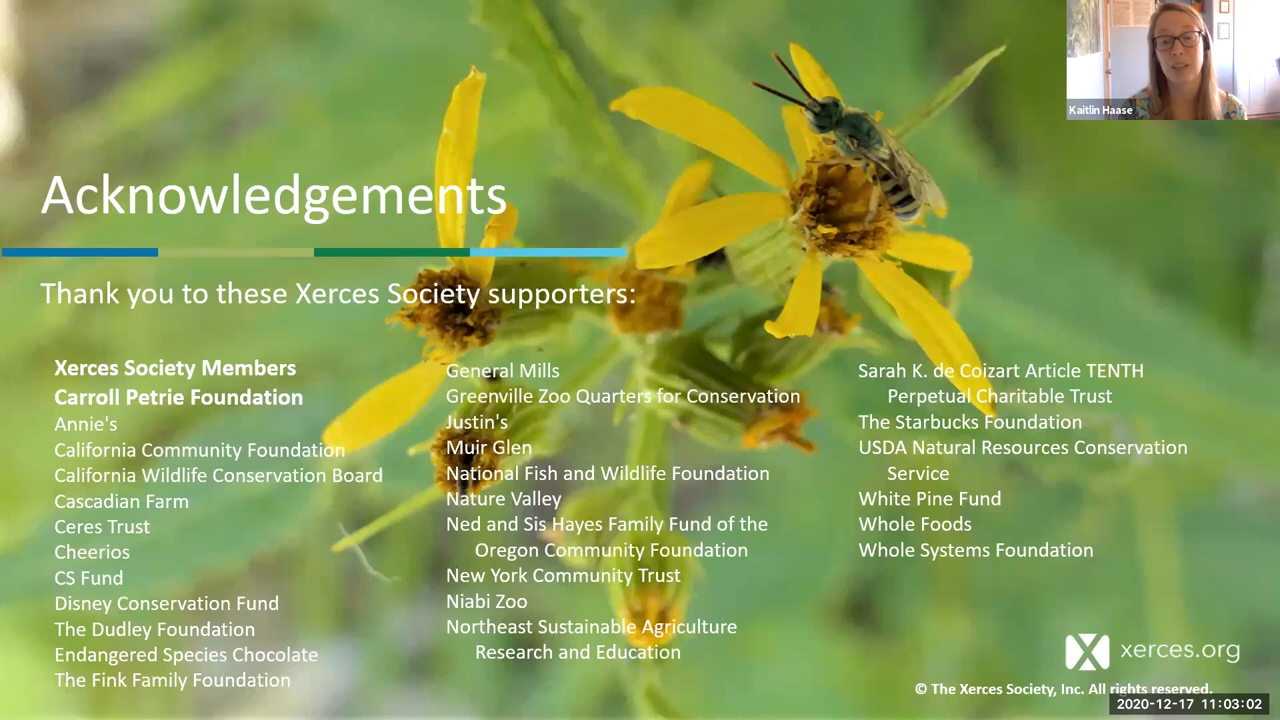 Kaitlin Haase
Acknowledgements
Thank you to these Xerces Society supporters:
Xerces Society Members
Carroll Petrie Foundation
Annie's
California Community Foundation
California Wildlife Conservation Board
Cascadian Farm
Ceres Trust
Cheerios
CS Fund
Disney Conservation Fund
The Dudley Foundation
Endangered Species Chocolate
The Fink Family Foundation
General Mills
Greenville Zoo Quarters for Conservation
Justin's
Muir Glen
National Fish and Wildlife Foundation
Nature Valley
Ned and Sis Hayes Family Fund of the
Oregon Community Foundation
New York Community Trust
Niabi Zoo
Northeast Sustainable Agriculture
Research and Education
Sarah K. de Coizart Article TENTH
Perpetual Charitable Trust
The Starbucks Foundation
USDA Natural Resources Conservation
Service
White Pine Fund
Whole Foods
Whole Systems Foundation
xerces.org
© The Xerces Society, Inc. All rights reserved.
2020-12-17 11:03:02